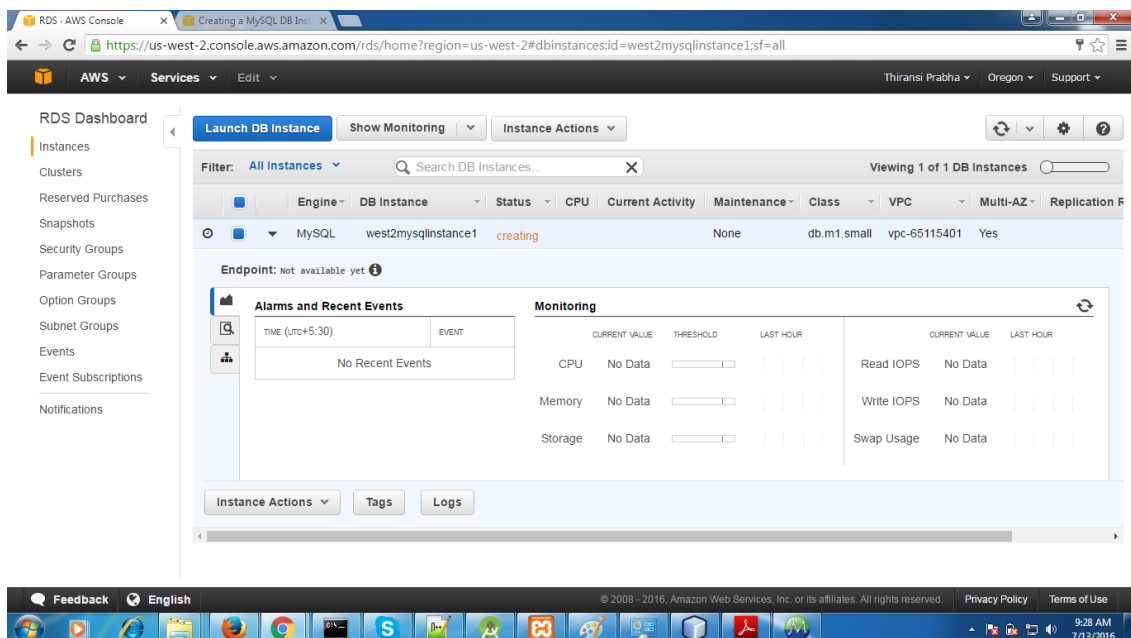 RDS · AWS Console
Creating a MySQL DB Inst
https://us-west-2.console.aws.amazon.com/rds/home?region=us-west-2#dbinstances:id=west2mysqlinstance1;sf=all
AWS Services Edit Thiransi Prabha Oregon Support
RDS Dashboard
Instances
Clusters
Reserved Purchases
Snapshots
Security Groups
Parameter Groups
Option Groups
Subnet Groups
Events
Event Subscriptions
Notifications
Launch DB Instance Show Monitoring Instance Actions
Filter: All Instances Search DB Instances... Viewing 1 of 1 DB Instances
Engine DB Instance Status CPU Current Activity Maintenance Class VPC Multi-AZ Replication R
MySQL west2mysqlinstance1 creating None db.m1.small vpc-65115401 Yes
Endpoint: Not available yet
Alarms and Recent Events
TIME (UTC+5:30) EVENT
No Recent Events
Monitoring
CURRENT VALUE THRESHOLD LAST HOUR CURRENT VALUE LAST HOUR
CPU No Data Read IOPS No Data
Memory No Data Write IOPS No Data
Storage No Data Swap Usage No Data
Instance Actions Tags Logs
Feedback English © 2008 - 2016, Amazon Web Services, Inc. or its affiliates. All rights reserved. Privacy Policy Terms of Use
9:28 AM
7/13/2016